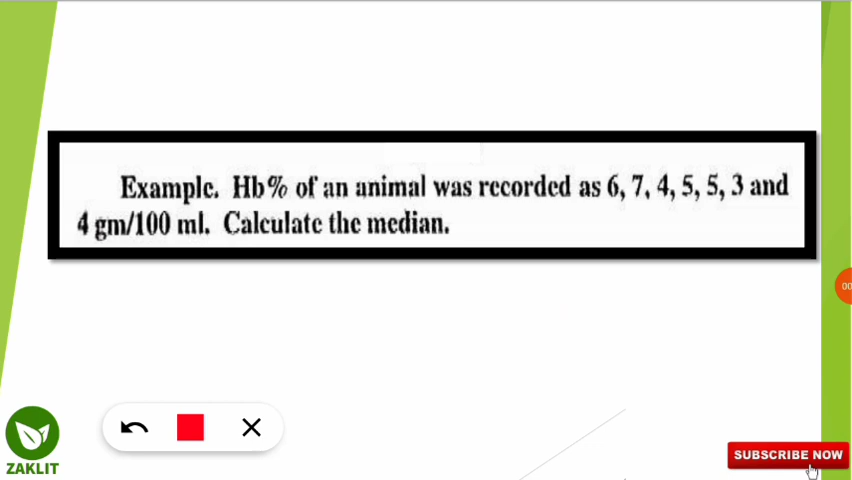 Example. Hb% of an animal was recorded as 6, 7, 4, 5, 5, 3 and
4 gm/100 ml. Calculate the median.
00
ZAKLIT
SUBSCRIBE NOW